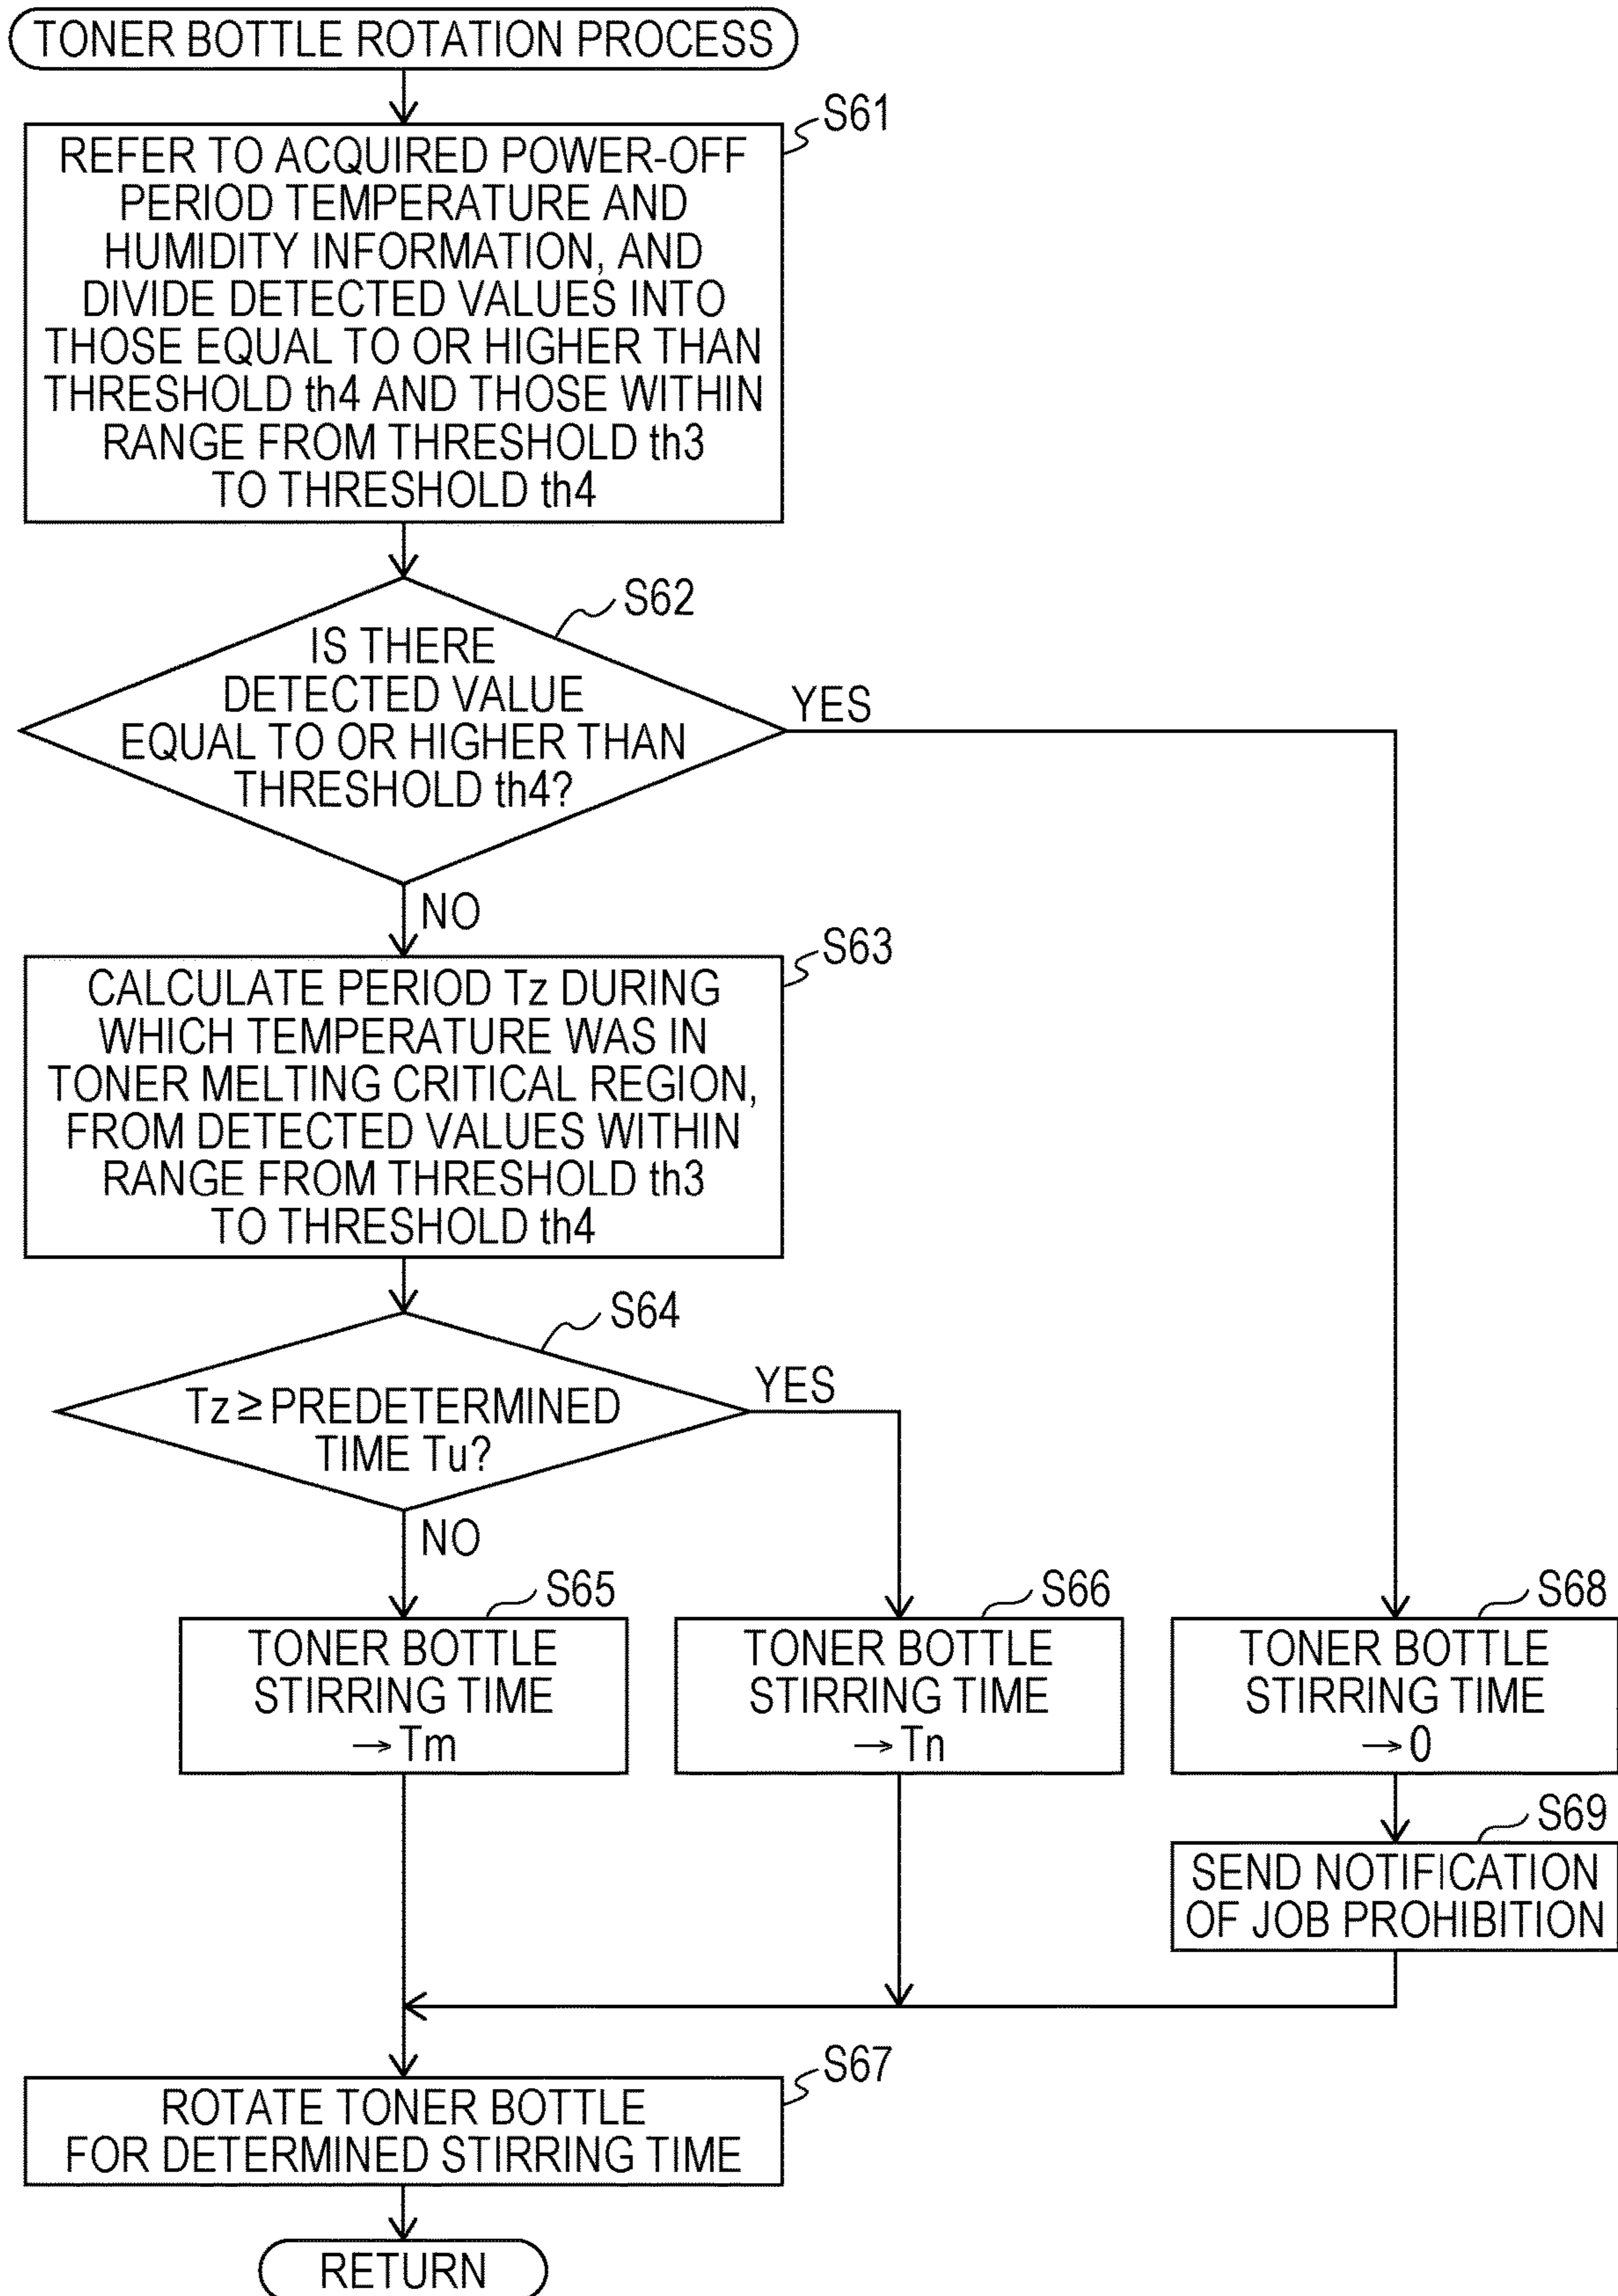 TONER BOTTLE ROTATION PROCESS
S61
REFER TO ACQUIRED POWER-OFF
PERIOD TEMPERATURE AND
HUMIDITY INFORMATION, AND
DIVIDE DETECTED VALUES INTO
THOSE EQUAL TO OR HIGHER THAN
THRESHOLD th4 AND THOSE WITHIN
RANGE FROM THRESHOLD th3
TO THRESHOLD th4
S62
IS THERE
DETECTED VALUE
EQUAL TO OR HIGHER THAN
THRESHOLD th4?
YES
NO
S63
CALCULATE PERIOD Tz DURING
WHICH TEMPERATURE WAS IN
TONER MELTING CRITICAL REGION,
FROM DETECTED VALUES WITHIN
RANGE FROM THRESHOLD th3
TO THRESHOLD th4
S64
Tz≥PREDETERMINED
TIME Tu?
YES
NO
S65
TONER BOTTLE
STIRRING TIME
→Tm
S66
TONER BOTTLE
STIRRING TIME
→Tn
S68
TONER BOTTLE
STIRRING TIME
→0
S69
SEND NOTIFICATION
OF JOB PROHIBITION
S67
ROTATE TONER BOTTLE
FOR DETERMINED STIRRING TIME
RETURN